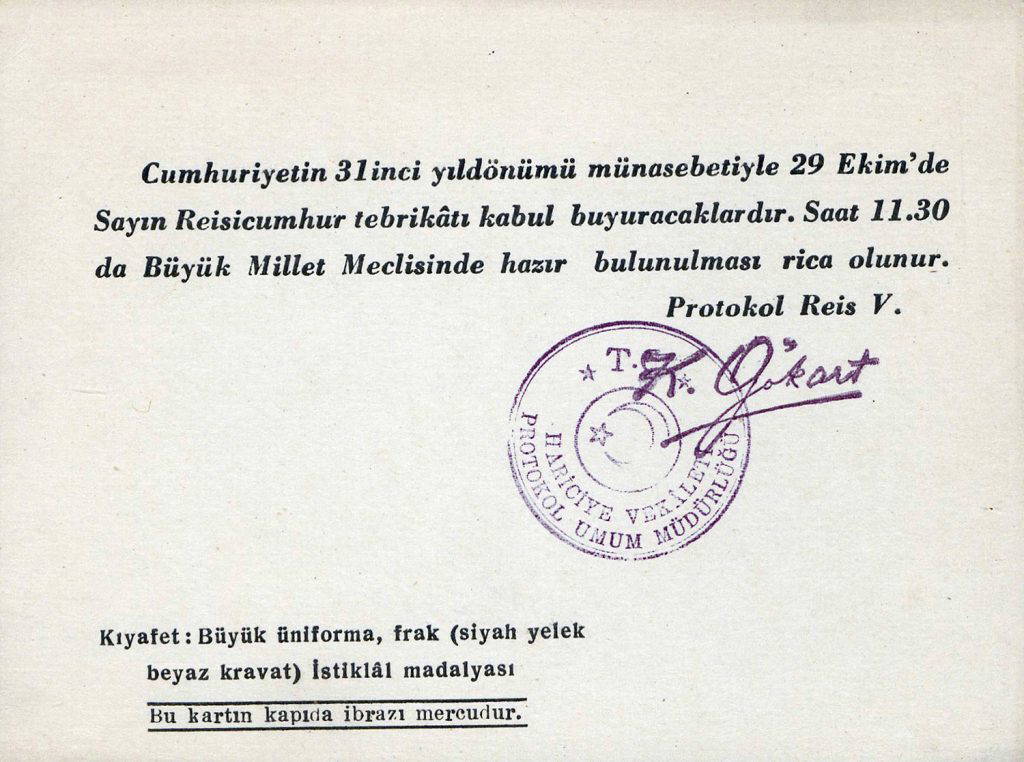 Cumhuriyetin 31inci yıldönümü münasebetiyle 29 Ekim'de
Sayın Reisicumhur tebrikâtı kabul buyuracaklardır. Saat 11.30
da Büyük Millet Meclisinde hazır bulunulması rica olunur.
Protokol Reis V.
K. Gökart
T.
HARİCİYE VEKÂLETİ
PROTOKOL UMUM MÜDÜRLÜĞÜ
Kıyafet: Büyük üniforma, frak (siyah yelek
beyaz kravat) İstiklâl madalyası
Bu kartın kapıda ibrazı mercudur.